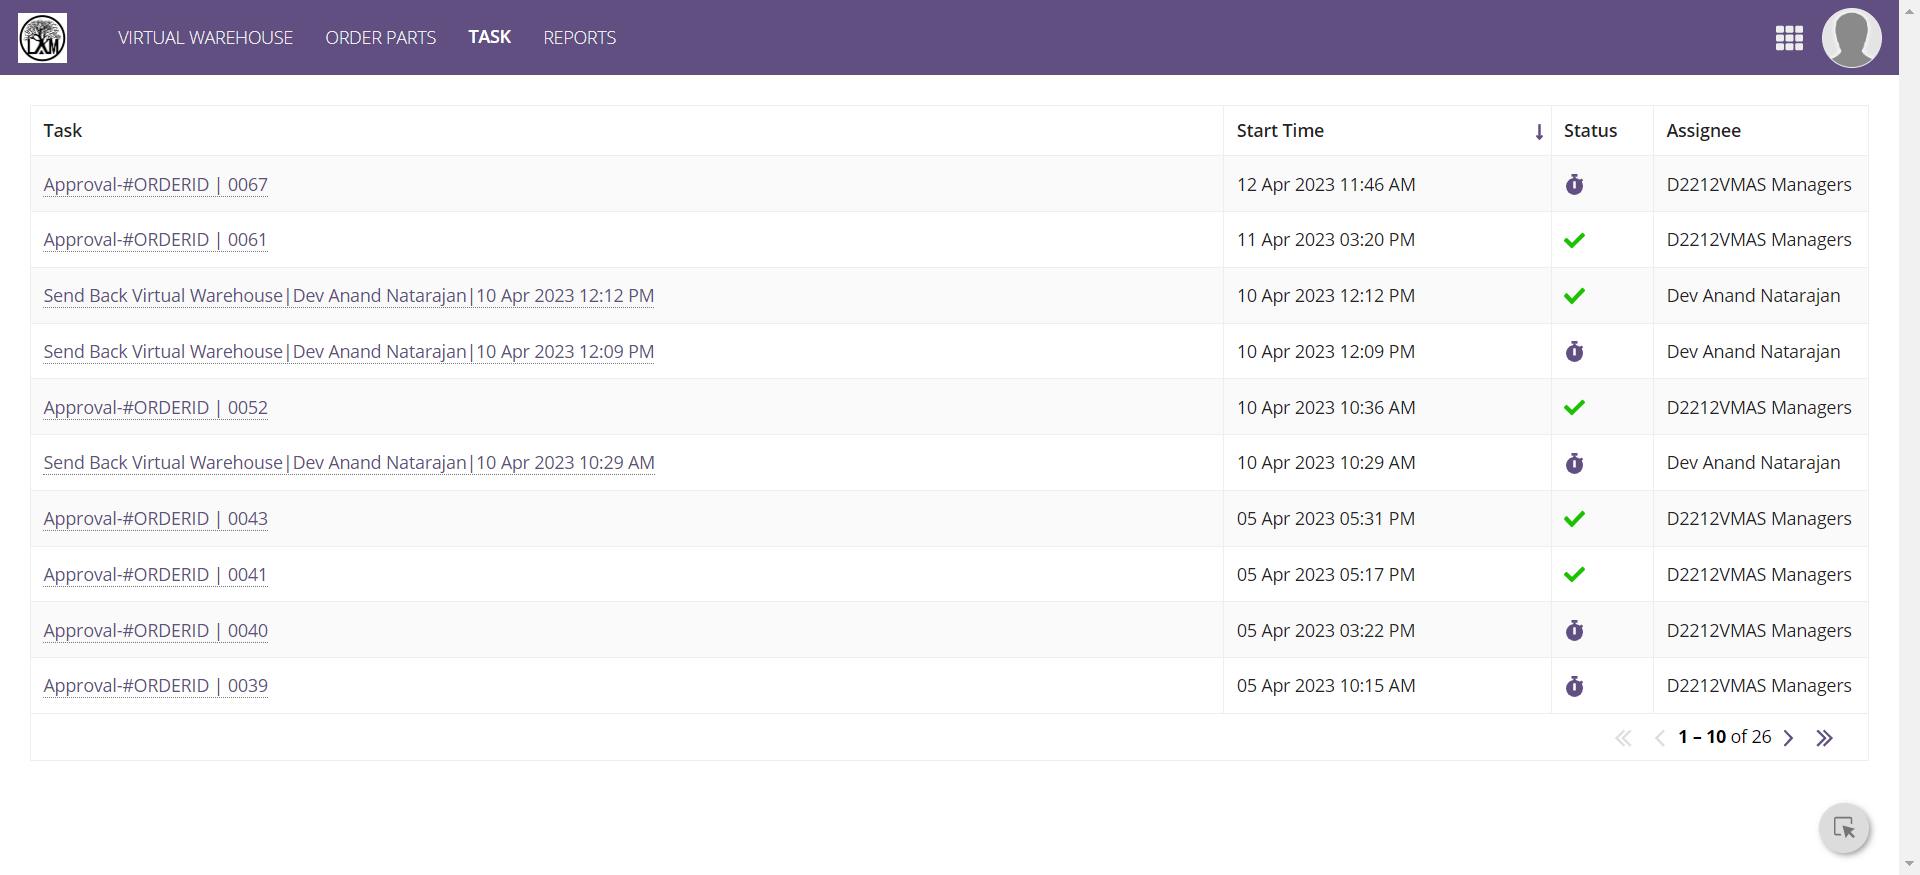 LXM
VIRTUAL WAREHOUSE ORDER PARTS TASK REPORTS
Task Start Time Status Assignee
Approval-#ORDERID | 0067 12 Apr 2023 11:46 AM D2212VMAS Managers
Approval-#ORDERID | 0061 11 Apr 2023 03:20 PM D2212VMAS Managers
Send Back Virtual Warehouse|Dev Anand Natarajan|10 Apr 2023 12:12 PM 10 Apr 2023 12:12 PM Dev Anand Natarajan
Send Back Virtual Warehouse|Dev Anand Natarajan|10 Apr 2023 12:09 PM 10 Apr 2023 12:09 PM Dev Anand Natarajan
Approval-#ORDERID | 0052 10 Apr 2023 10:36 AM D2212VMAS Managers
Send Back Virtual Warehouse|Dev Anand Natarajan|10 Apr 2023 10:29 AM 10 Apr 2023 10:29 AM Dev Anand Natarajan
Approval-#ORDERID | 0043 05 Apr 2023 05:31 PM D2212VMAS Managers
Approval-#ORDERID | 0041 05 Apr 2023 05:17 PM D2212VMAS Managers
Approval-#ORDERID | 0040 05 Apr 2023 03:22 PM D2212VMAS Managers
Approval-#ORDERID | 0039 05 Apr 2023 10:15 AM D2212VMAS Managers
1 – 10 of 26